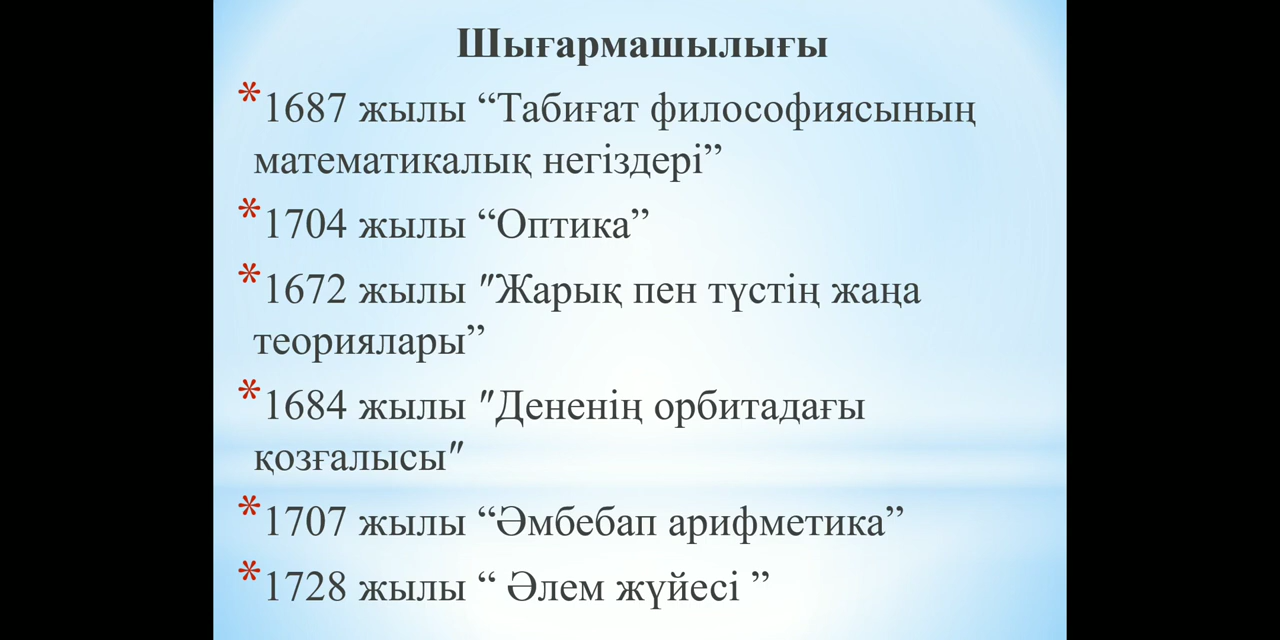 Шығармашылығы
*1687 жылы “Табиғат философиясының
математикалық негіздері”
*1704 жылы “Оптика”
*1672 жылы "Жарық пен түстің жаңа
теориялары”
*1684 жылы "Дененің орбитадағы
қозғалысы"
*1707 жылы “Әмбебап арифметика”
*1728 жылы “ Әлем жүйесі ”